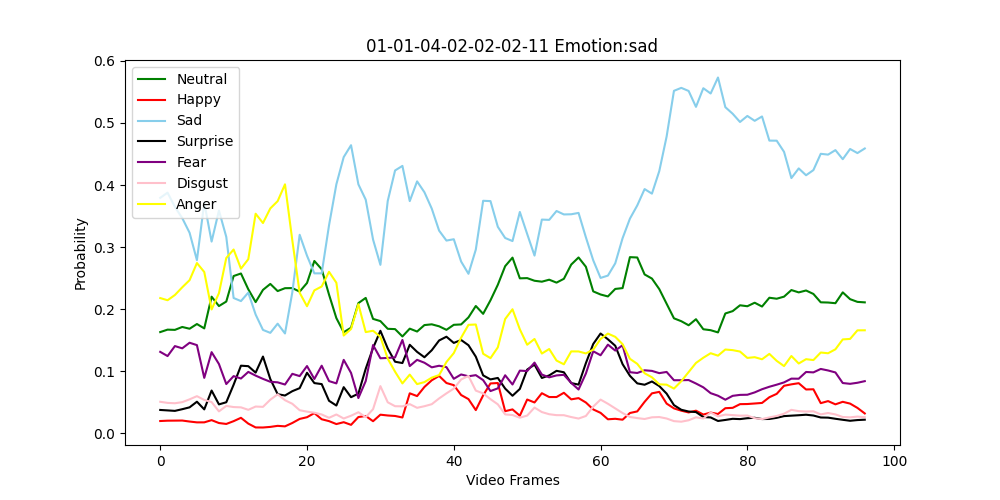 01-01-04-02-02-02-11 Emotion:sad
Probability
0.6
0.5
0.4
0.3
0.2
0.1
0.0
Neutral
Happy
Sad
Surprise
Fear
Disgust
Anger
0 20 40 60 80 100
Video Frames